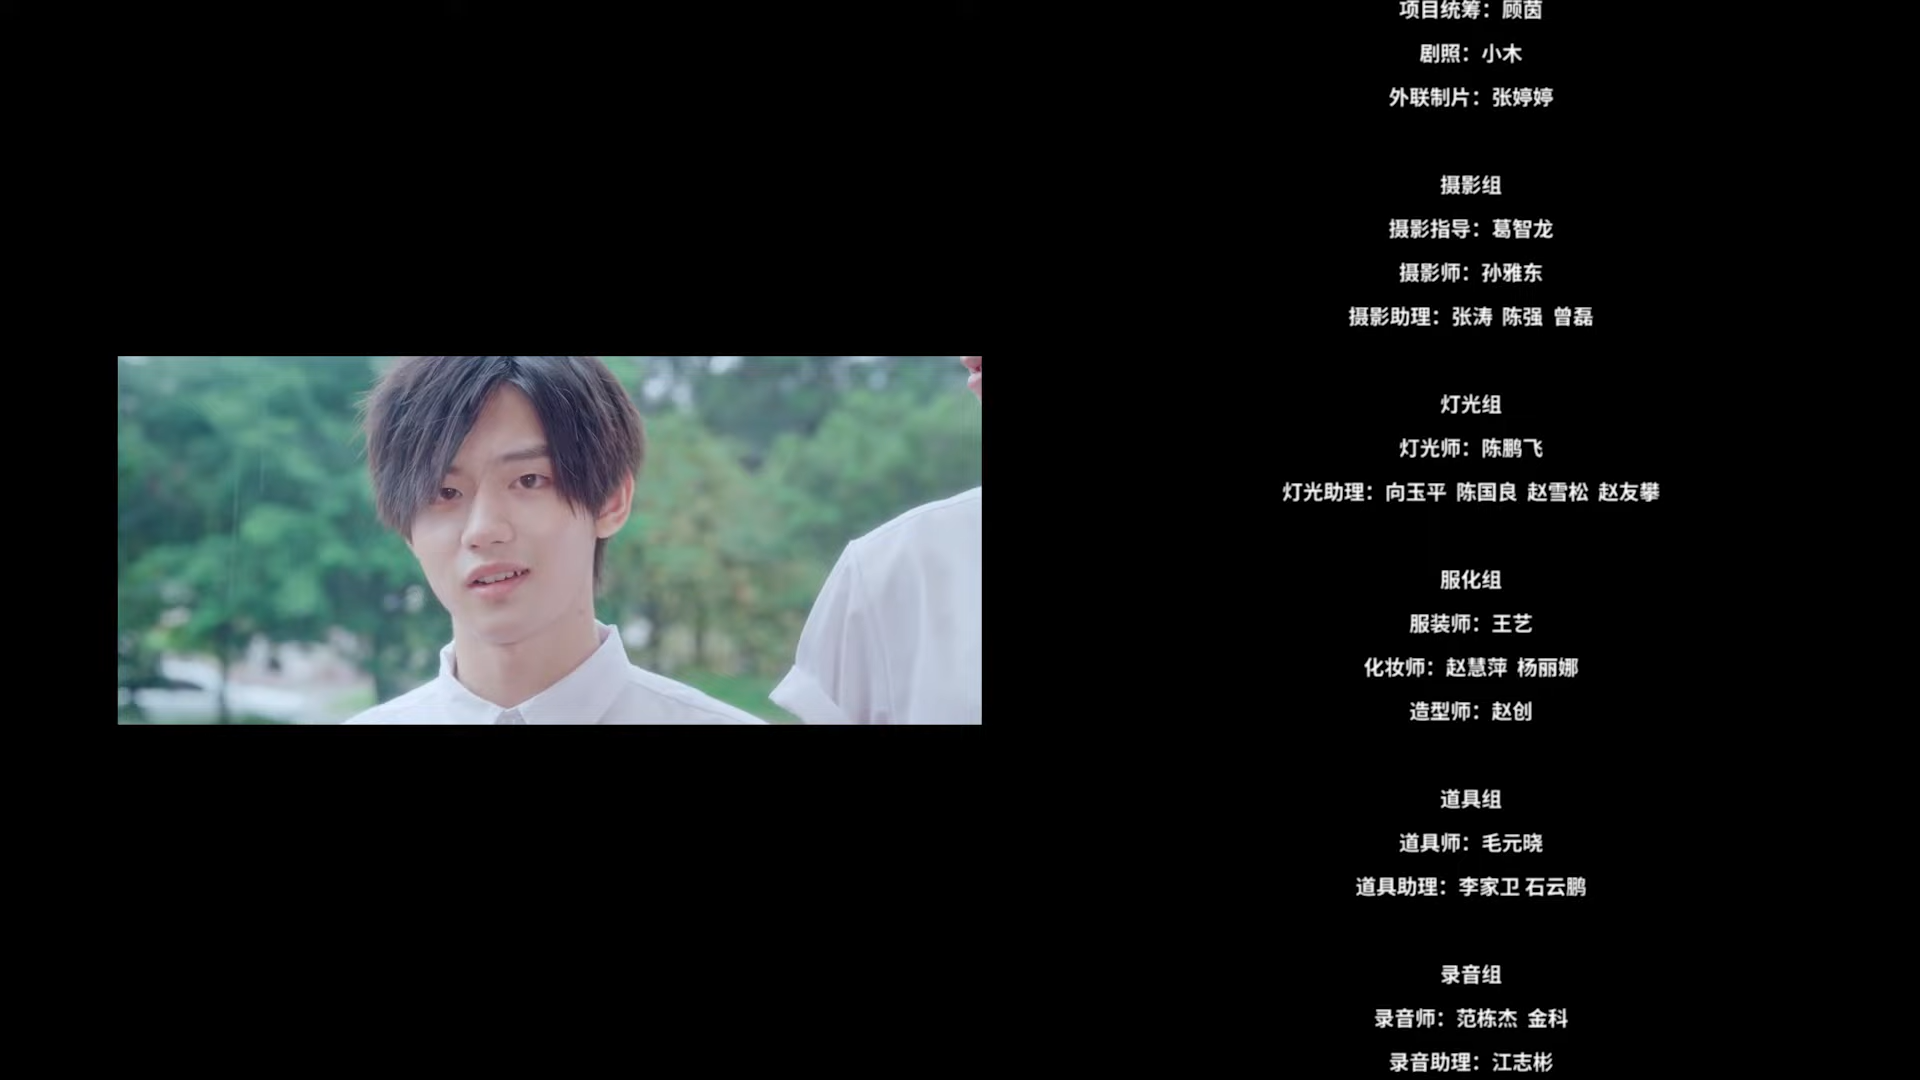 项目统筹：顾茵
剧照：小木
外联制片：张婷婷
摄影组
摄影指导：葛智龙
摄影师：孙雅东
摄影助理：张涛 陈强 曾磊
灯光组
灯光师：陈鹏飞
灯光助理：向玉平 陈国良 赵雪松 赵友攀
服化组
服装师：王艺
化妆师：赵慧萍 杨丽娜
造型师：赵创
道具组
道具师：毛元晓
道具助理：李家卫 石云鹏
录音组
录音师：范栋杰 金科
录音助理：江志彬